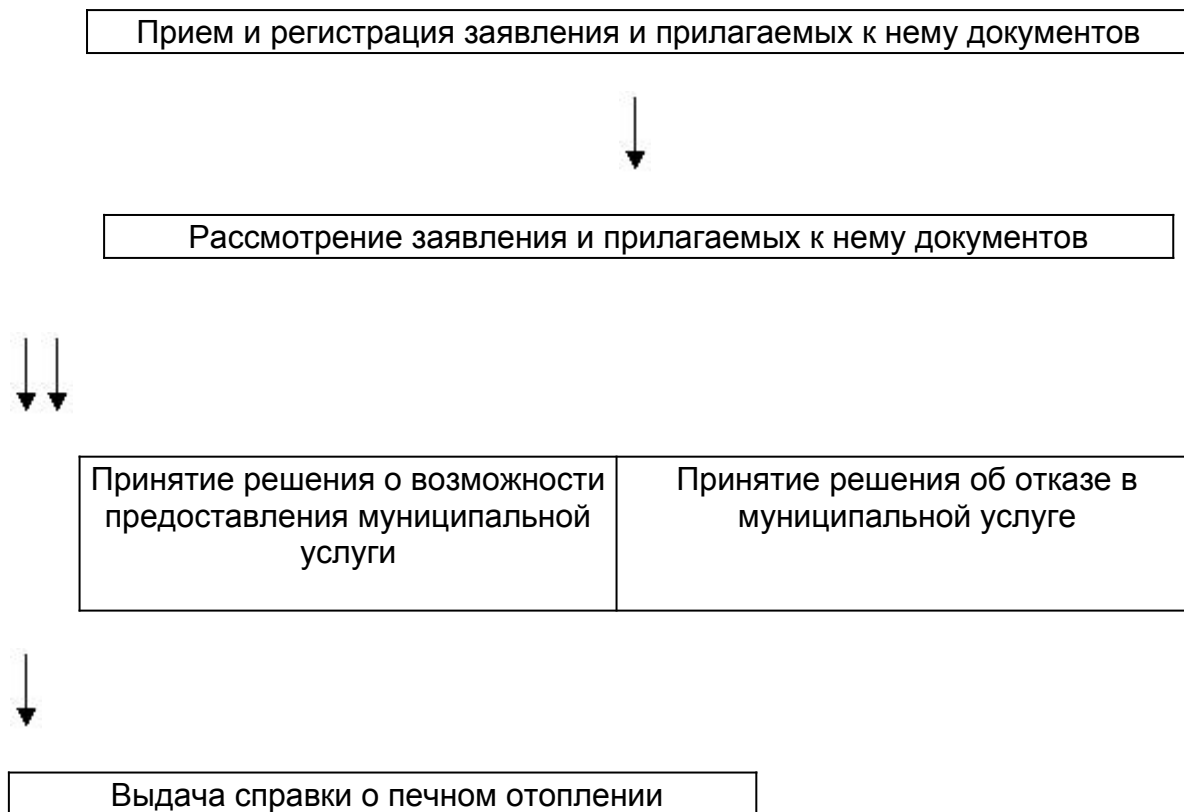 Прием и регистрация заявления и прилагаемых к нему документов
Рассмотрение заявления и прилагаемых к нему документов
Принятие решения о возможности
предоставления муниципальной
услуги
Принятие решения об отказе в
муниципальной услуге
Выдача справки о печном отоплении